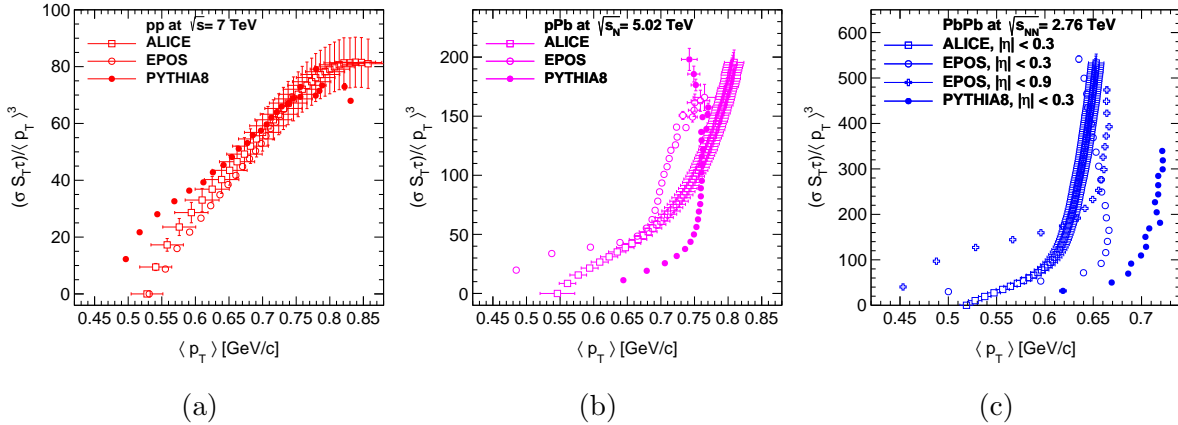 pp at √s= 7 TeV
ALICE
EPOS
PYTHIA8
(σ S_T τ)/⟨ p_T ⟩³
100
80
60
40
20
0
0.45 0.5 0.55 0.6 0.65 0.7 0.75 0.8 0.85
⟨ p_T ⟩ [GeV/c]
(a)
pPb at √s_N= 5.02 TeV
ALICE
EPOS
PYTHIA8
(σ S_T τ)/⟨ p_T ⟩³
200
150
100
50
0
0.45 0.5 0.55 0.6 0.65 0.7 0.75 0.8
⟨ p_T ⟩ [GeV/c]
(b)
PbPb at √s_NN= 2.76 TeV
ALICE, |η| < 0.3
EPOS, |η| < 0.3
EPOS, |η| < 0.9
PYTHIA8, |η| < 0.3
(σ S_T τ)/⟨ p_T ⟩³
600
500
400
300
200
100
0
0.45 0.5 0.55 0.6 0.65 0.7
⟨ p_T ⟩ [GeV/c]
(c)